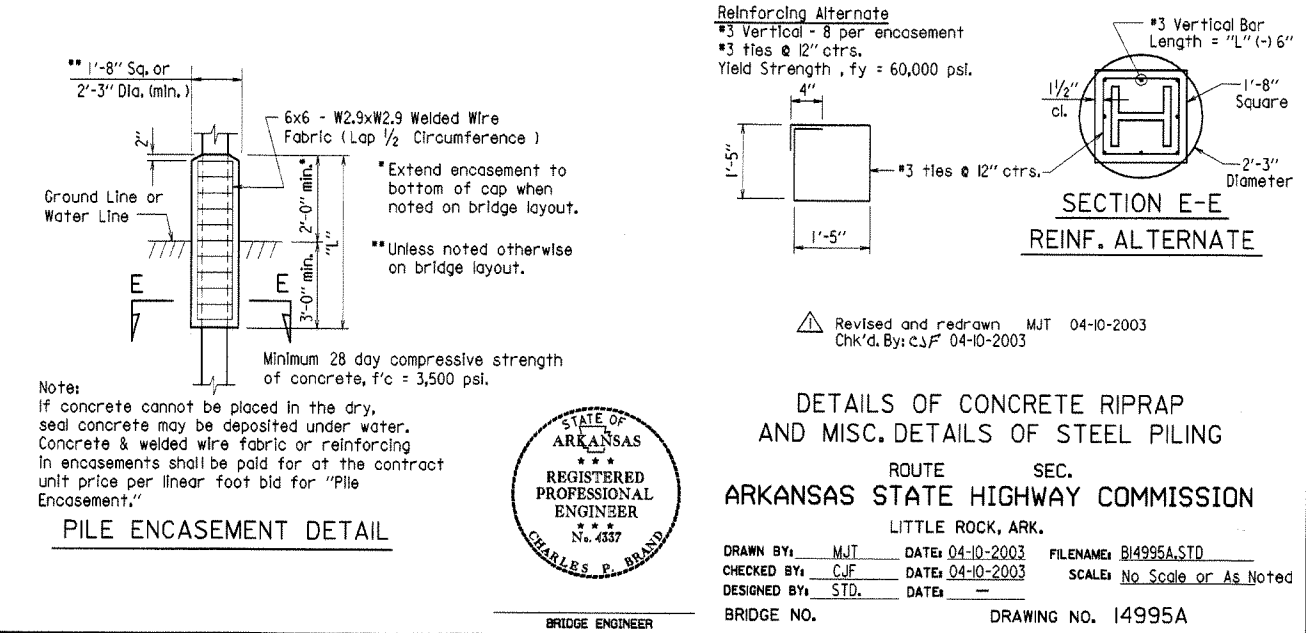 ** 1'-8" Sq. or
2'-3" Dia. (min.)
2"
6x6 - W2.9xW2.9 Welded Wire
Fabric (Lap 1/2 Circumference )
Ground Line or
Water Line
2'-0" min.*
3'-0" min.
"L"
* Extend encasement to
bottom of cap when
noted on bridge layout.
** Unless noted otherwise
on bridge layout.
E
E
Minimum 28 day compressive strength
of concrete, f'c = 3,500 psi.
Note:
If concrete cannot be placed in the dry,
seal concrete may be deposited under water.
Concrete & welded wire fabric or reinforcing
in encasements shall be paid for at the contract
unit price per linear foot bid for "Pile
Encasement."
PILE ENCASEMENT DETAIL
STATE OF
ARKANSAS
* * *
REGISTERED
PROFESSIONAL
ENGINEER
* * *
No. 4337
CHARLES P. BRAND
BRIDGE ENGINEER
Reinforcing Alternate
#3 Vertical - 8 per encasement
#3 ties @ 12" ctrs.
Yield Strength , fy = 60,000 psi.
4"
1'-5"
1'-5"
#3 ties @ 12" ctrs.
#3 Vertical Bar
Length = "L" (-) 6"
1 1/2"
cl.
1'-8"
Square
2'-3"
Diameter
SECTION E-E
REINF. ALTERNATE
1 Revised and redrawn MJT 04-10-2003
Chk'd. By: CJF 04-10-2003
DETAILS OF CONCRETE RIPRAP
AND MISC. DETAILS OF STEEL PILING
ROUTE SEC.
ARKANSAS STATE HIGHWAY COMMISSION
LITTLE ROCK, ARK.
DRAWN BY: MJT DATE: 04-10-2003 FILENAME: B14995A.STD
CHECKED BY: CJF DATE: 04-10-2003 SCALE: No Scale or As Noted
DESIGNED BY: STD. DATE: —
BRIDGE NO. DRAWING NO. 14995A